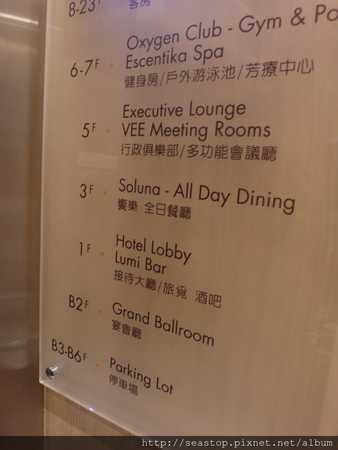 8-23F
客房
Oxygen Club - Gym & Po
6-7F Escentika Spa
健身房/戶外游泳池/芳療中心
Executive Lounge
5F VEE Meeting Rooms
行政俱樂部/多功能會議廳
3F Soluna - All Day Dining
饗樂 全日餐廳
Hotel Lobby
1F Lumi Bar
接待大廳/旅覓 酒吧
B2F Grand Ballroom
宴會廳
B3-B6F Parking Lot
停車場
http://seastop.pixnet.net/album